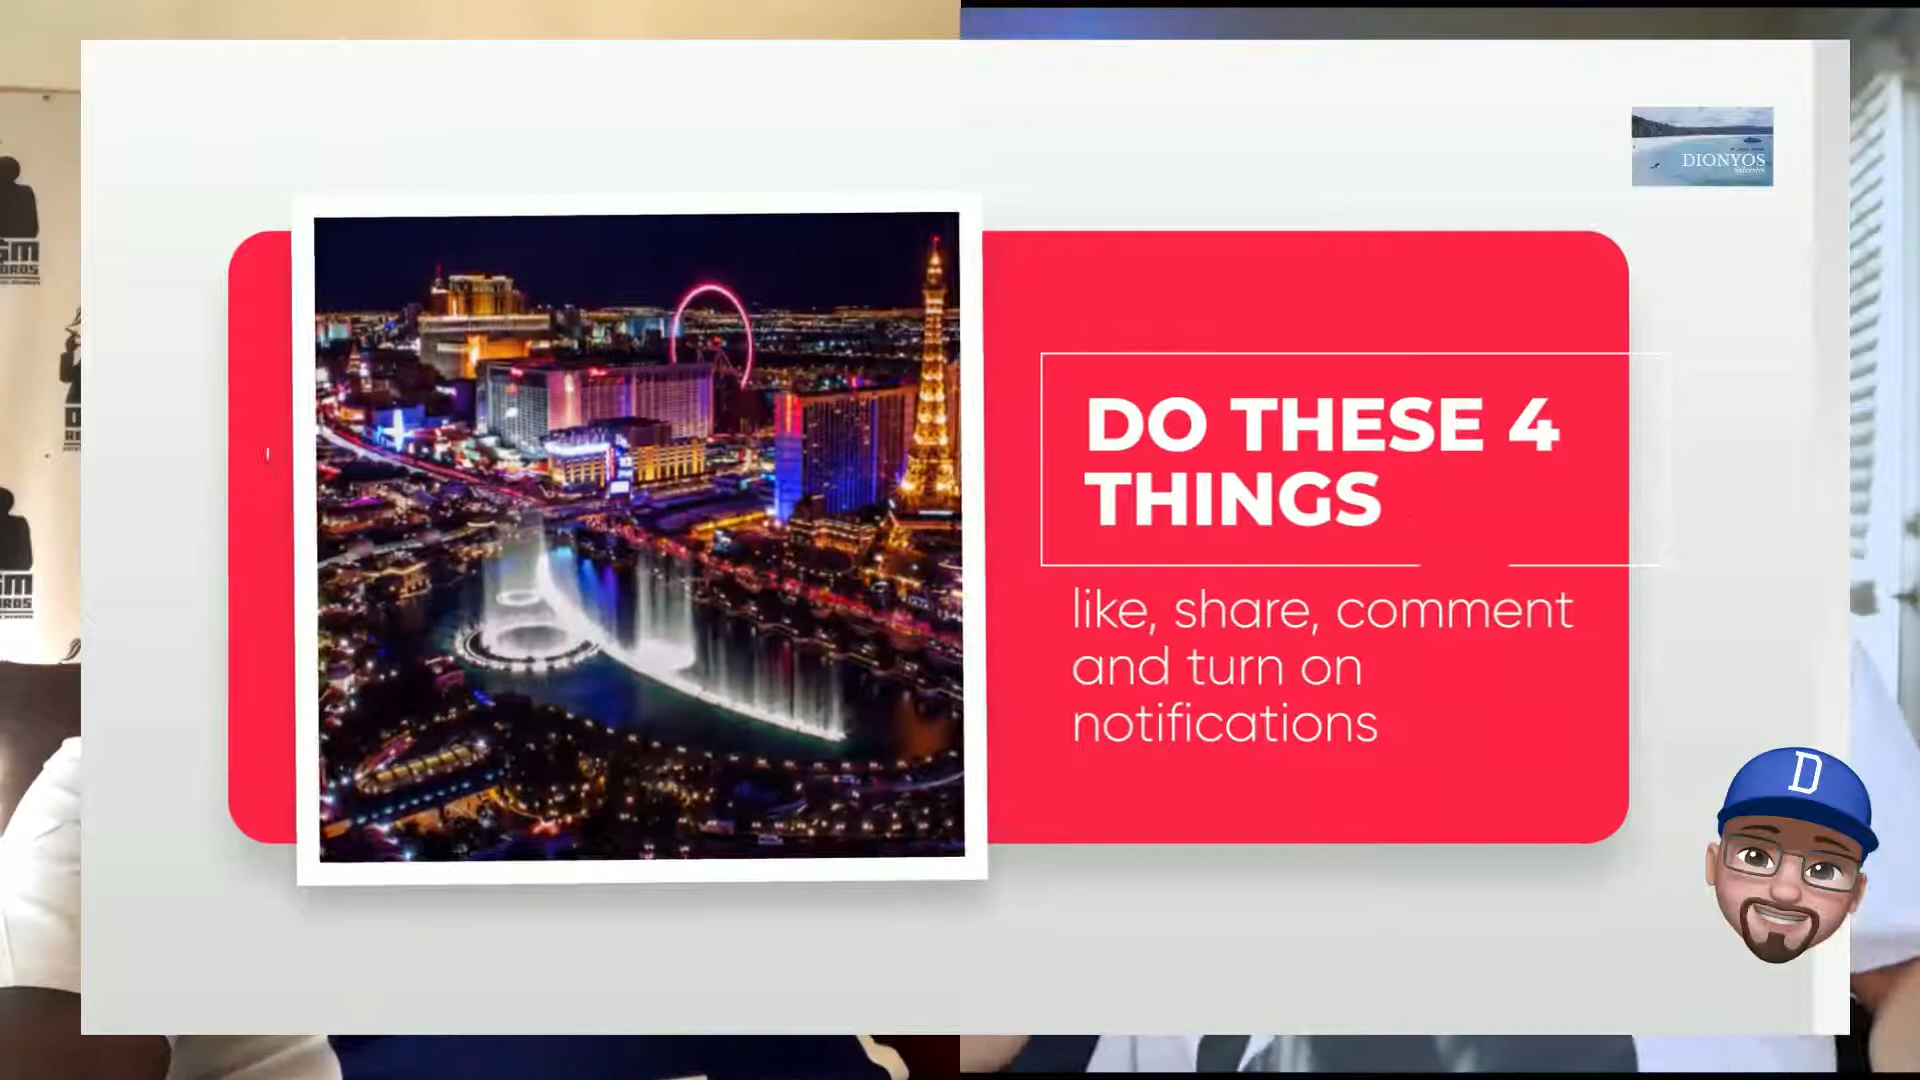 DIONYOS
DO THESE 4
THINGS
like, share, comment
and turn on
notifications
D